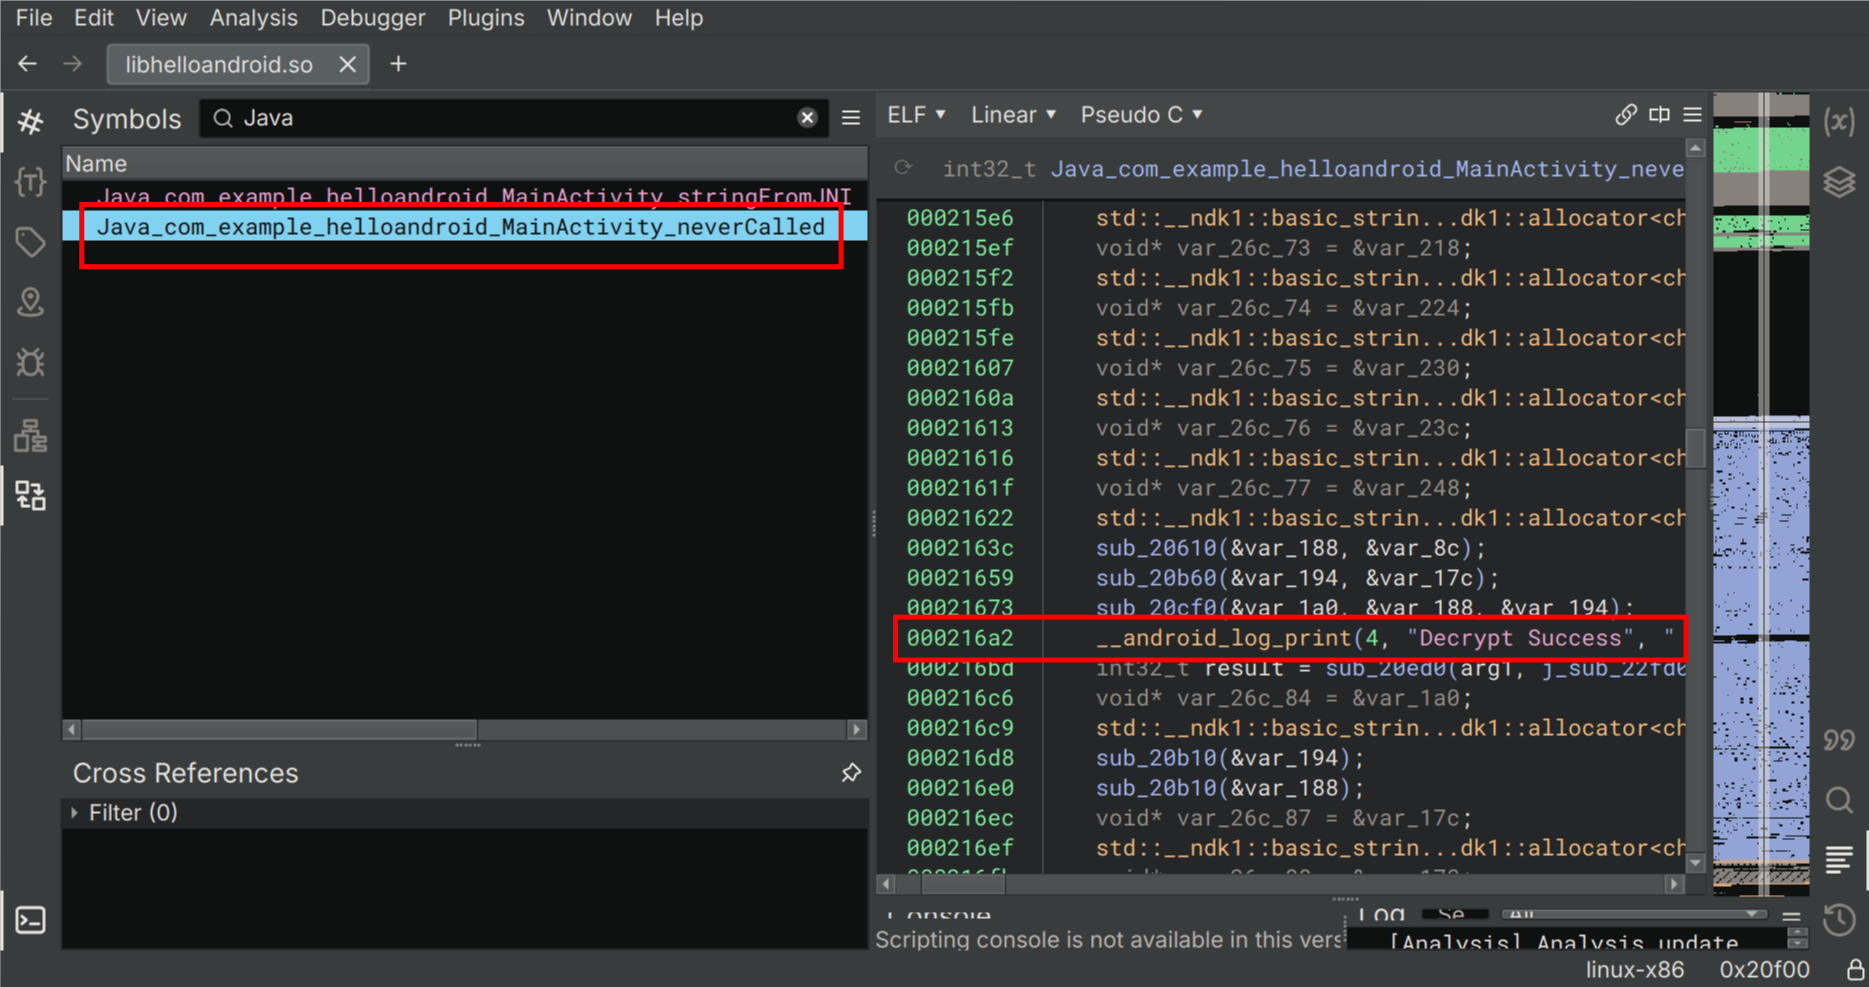 File Edit View Analysis Debugger Plugins Window Help
libhelloandroid.so
Symbols
Java
Name
Java_com_example_helloandroid_MainActivity_stringFromJNI
Java_com_example_helloandroid_MainActivity_neverCalled
Cross References
Filter (0)
ELF Linear Pseudo C
int32_t Java_com_example_helloandroid_MainActivity_neve
000215e6 std::__ndk1::basic_strin...dk1::allocator<ch
000215ef void* var_26c_73 = &var_218;
000215f2 std::__ndk1::basic_strin...dk1::allocator<ch
000215fb void* var_26c_74 = &var_224;
000215fe std::__ndk1::basic_strin...dk1::allocator<ch
00021607 void* var_26c_75 = &var_230;
0002160a std::__ndk1::basic_strin...dk1::allocator<ch
00021613 void* var_26c_76 = &var_23c;
00021616 std::__ndk1::basic_strin...dk1::allocator<ch
0002161f void* var_26c_77 = &var_248;
00021622 std::__ndk1::basic_strin...dk1::allocator<ch
0002163c sub_20610(&var_188, &var_8c);
00021659 sub_20b60(&var_194, &var_17c);
00021673 sub_20cf0(&var_1a0, &var_188, &var_194);
000216a2 __android_log_print(4, "Decrypt Success", "
000216bd int32_t result = sub_20ed0(arg1, j_sub_22fd0
000216c6 void* var_26c_84 = &var_1a0;
000216c9 std::__ndk1::basic_strin...dk1::allocator<ch
000216d8 sub_20b10(&var_194);
000216e0 sub_20b10(&var_188);
000216ec void* var_26c_87 = &var_17c;
000216ef std::__ndk1::basic_strin...dk1::allocator<ch
Console
Scripting console is not available in this vers
Log Se All
[Analysis] Analysis update
linux-x86 0x20f00